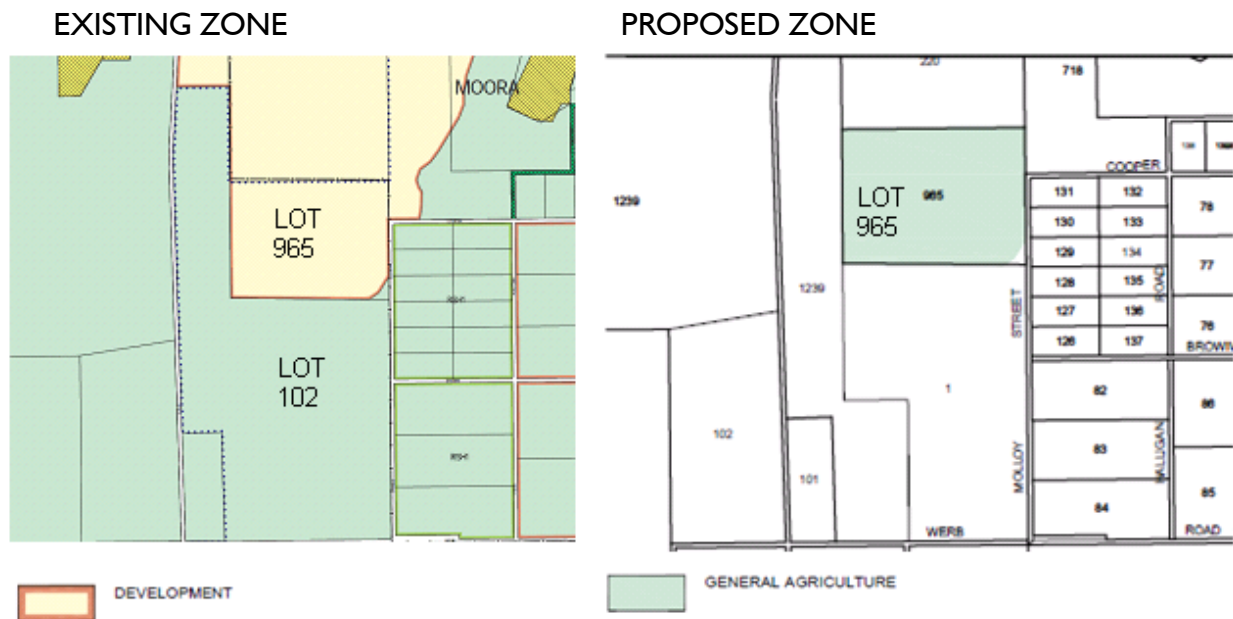 EXISTING ZONE
PROPOSED ZONE
MOORA
LOT
965
LOT
102
DEVELOPMENT
220
718
COOPER
1239
LOT
965
965
131
132
130
133
129
134
128
135
127
136
126
137
78
77
76
ROAD
STREET
1239
BROWN
1
82
83
84
86
85
102
101
MOLLOY
HALLIGAN
WERB
ROAD
GENERAL AGRICULTURE